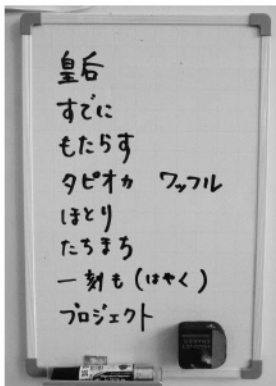 皇后
すでに
もたらす
タピオカ ワッフル
ほとり
たちまち
一刻も(はやく)
プロジェクト